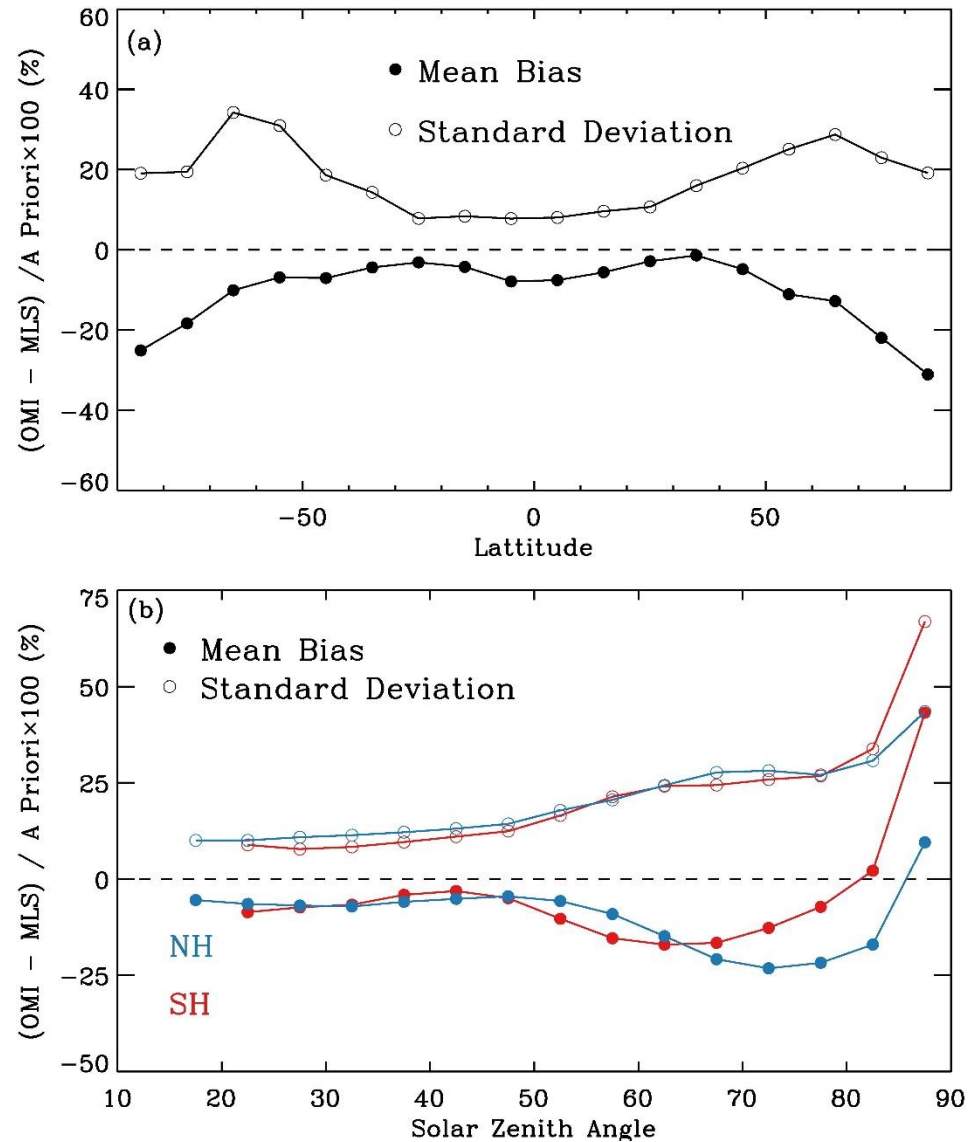 (OMI - MLS) /A Priori×100 (%)
60
40
20
0
-20
-40
-60
(a)
Mean Bias
Standard Deviation
-50 0 50
Lattitude
(OMI - MLS) / A Priori×100 (%)
75
50
25
0
-25
-50
(b)
Mean Bias
Standard Deviation
NH
SH
10 20 30 40 50 60 70 80 90
Solar Zenith Angle